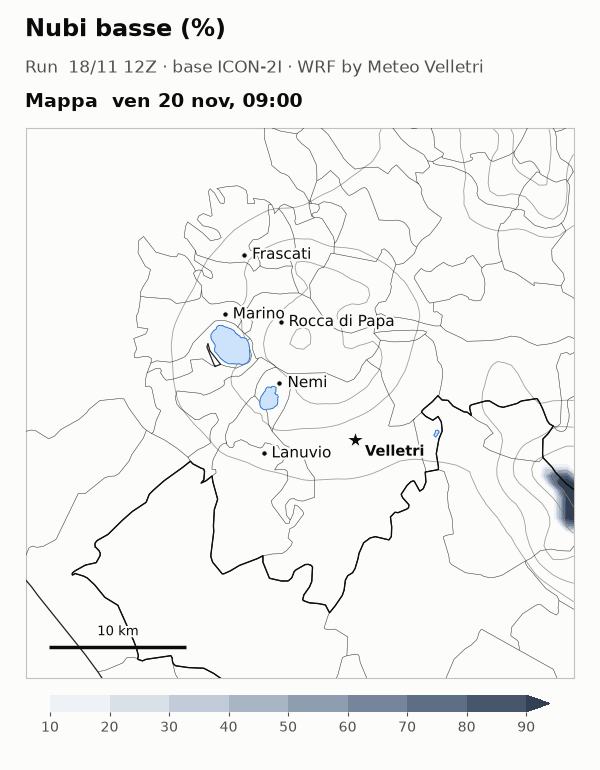 Nubi basse (%)
Run  18/11 12Z · base ICON-2I · WRF by Meteo Velletri
Mappa  ven 20 nov, 09:00
Frascati
Marino
Rocca di Papa
Nemi
Velletri
Lanuvio
10 km
10 20 30 40 50 60 70 80 90